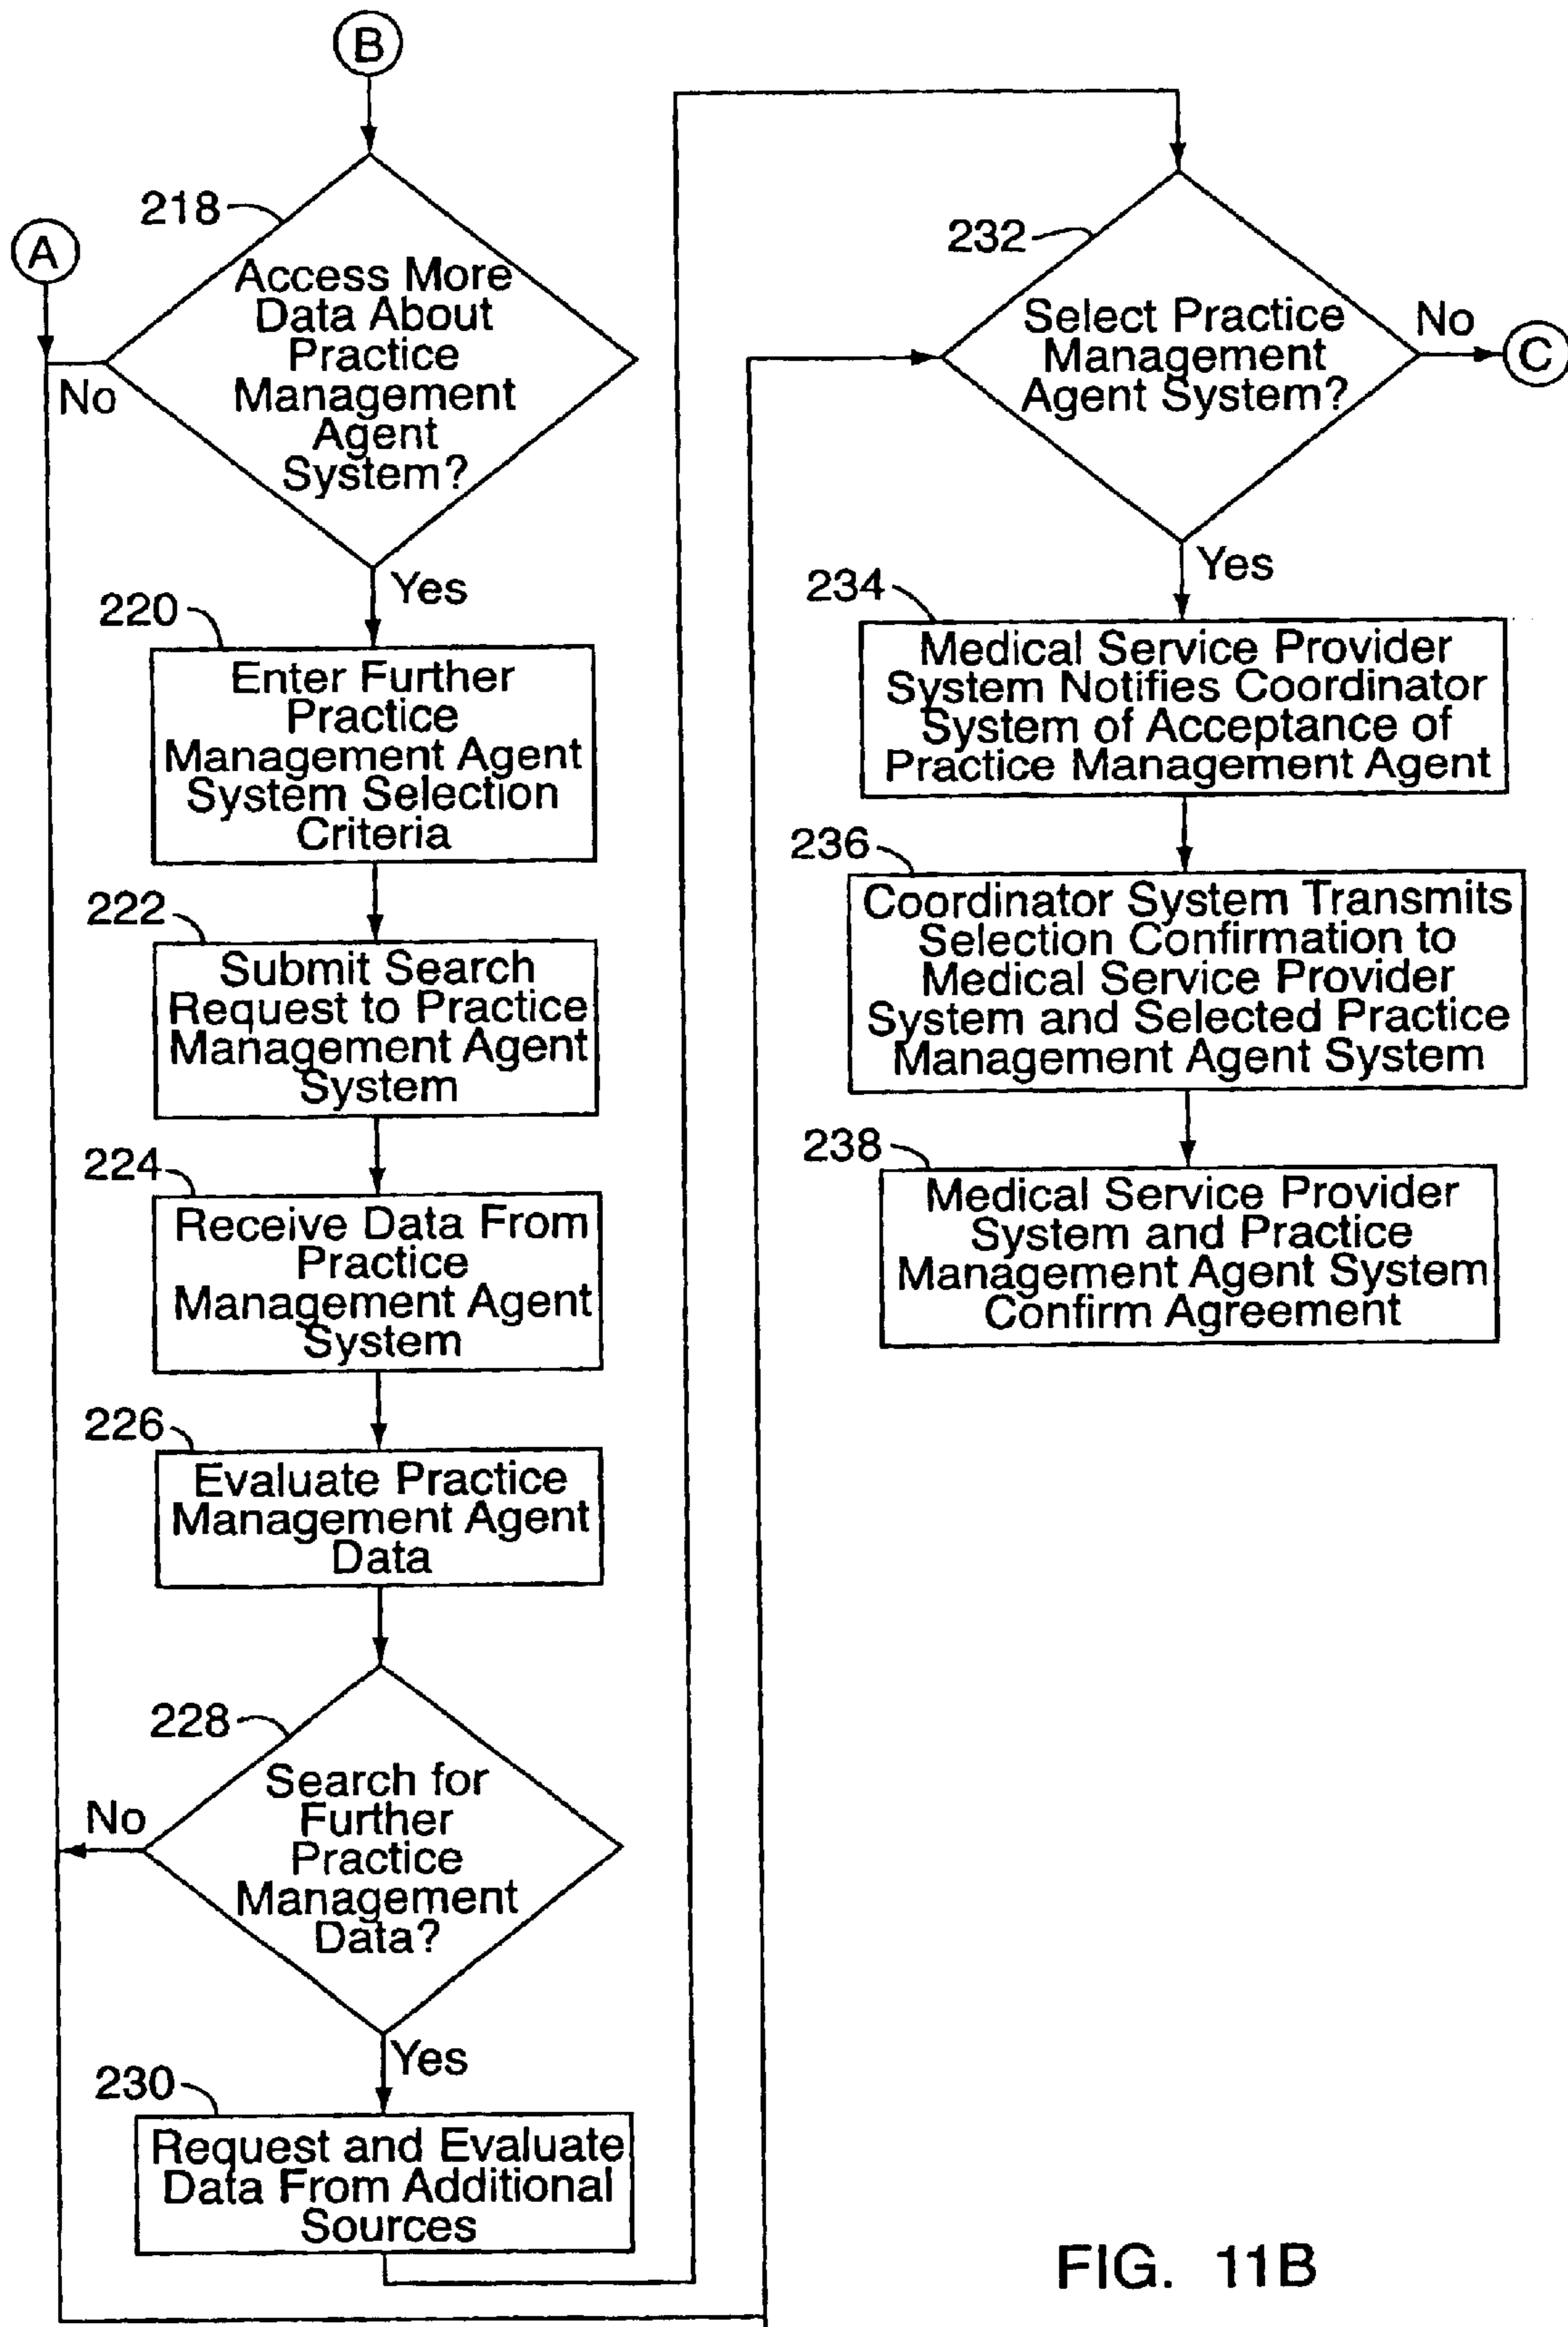 B
218
A
Access More
Data About
Practice
Management
Agent
System?
No
Yes
220
Enter Further
Practice
Management Agent
System Selection
Criteria
222
Submit Search
Request to Practice
Management Agent
System
224
Receive Data From
Practice
Management Agent
System
226
Evaluate Practice
Management Agent
Data
228
Search for
Further
Practice
Management
Data?
No
Yes
230
Request and Evaluate
Data From Additional
Sources
232
Select Practice
Management
Agent System?
No
C
Yes
234
Medical Service Provider
System Notifies Coordinator
System of Acceptance of
Practice Management Agent
236
Coordinator System Transmits
Selection Confirmation to
Medical Service Provider
System and Selected Practice
Management Agent System
238
Medical Service Provider
System and Practice
Management Agent System
Confirm Agreement
FIG. 11B